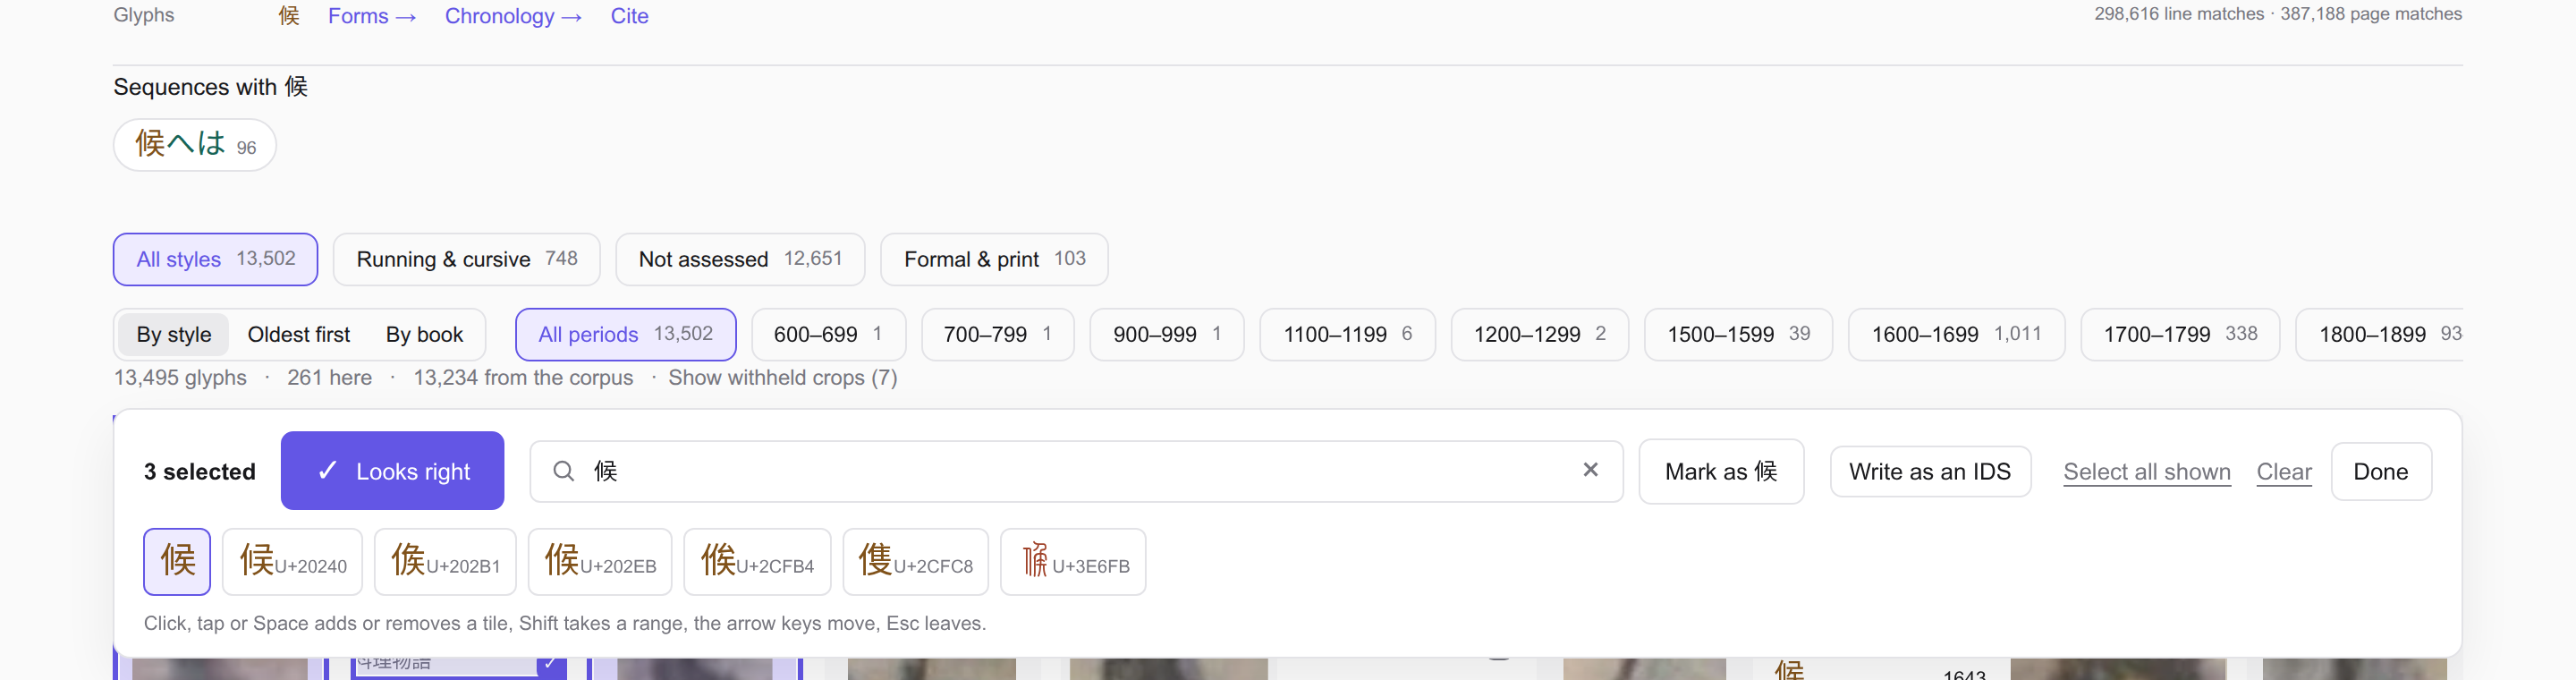 Glyphs 候 Forms → Chronology → Cite 298,616 line matches · 387,188 page matches
Sequences with 候
候へは 96
All styles 13,502 Running & cursive 748 Not assessed 12,651 Formal & print 103
By style Oldest first By book All periods 13,502 600–699 1 700–799 1 900–999 1 1100–1199 6 1200–1299 2 1500–1599 39 1600–1699 1,011 1700–1799 338 1800–1899 93
13,495 glyphs · 261 here · 13,234 from the corpus · Show withheld crops (7)
3 selected ✓ Looks right 候 × Mark as 候 Write as an IDS Select all shown Clear Done
候 U+20240 U+202B1 U+202EB U+2CFB4 U+2CFC8 U+3E6FB
Click, tap or Space adds or removes a tile, Shift takes a range, the arrow keys move, Esc leaves.
料理物語 候 1643